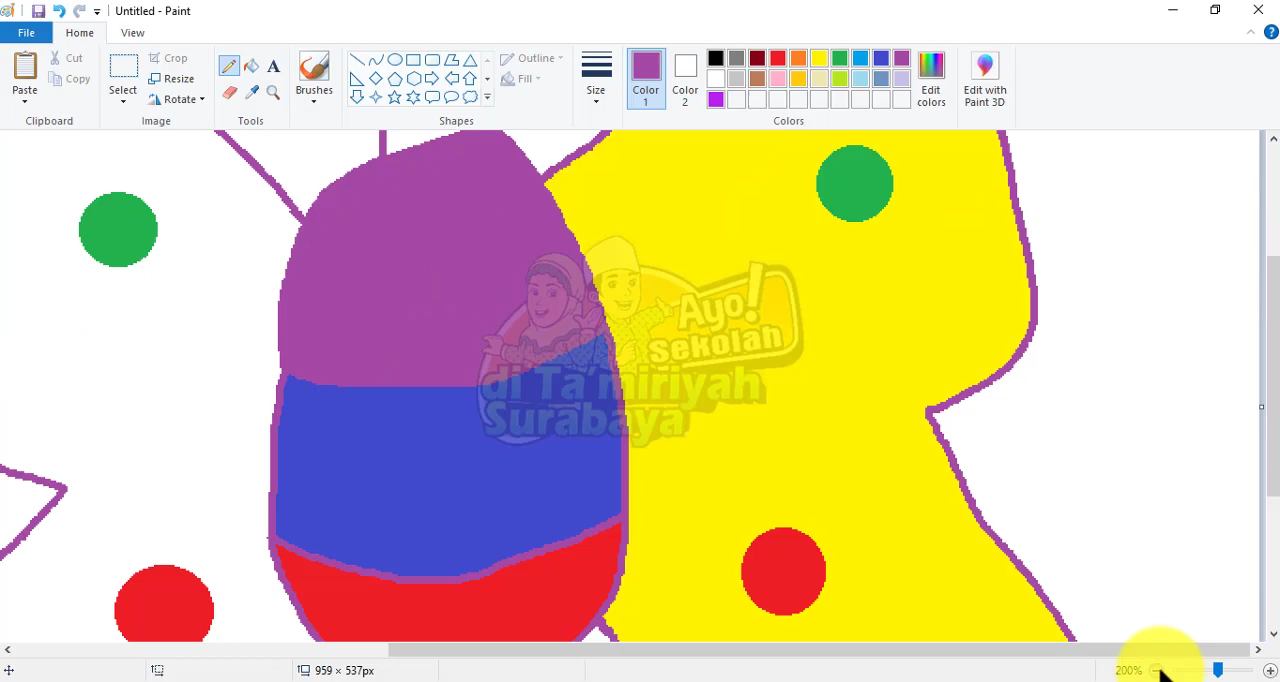 Untitled - Paint
File
Home
View
Paste
Cut
Copy
Clipboard
Select
Crop
Resize
Rotate
Image
A
Tools
Brushes
Outline
Fill
Shapes
Size
Color 1
Color 2
Edit colors
Edit with Paint 3D
Colors
Ayo!
Sekolah
di Ta'miriyah
Surabaya
959 × 537px
200%